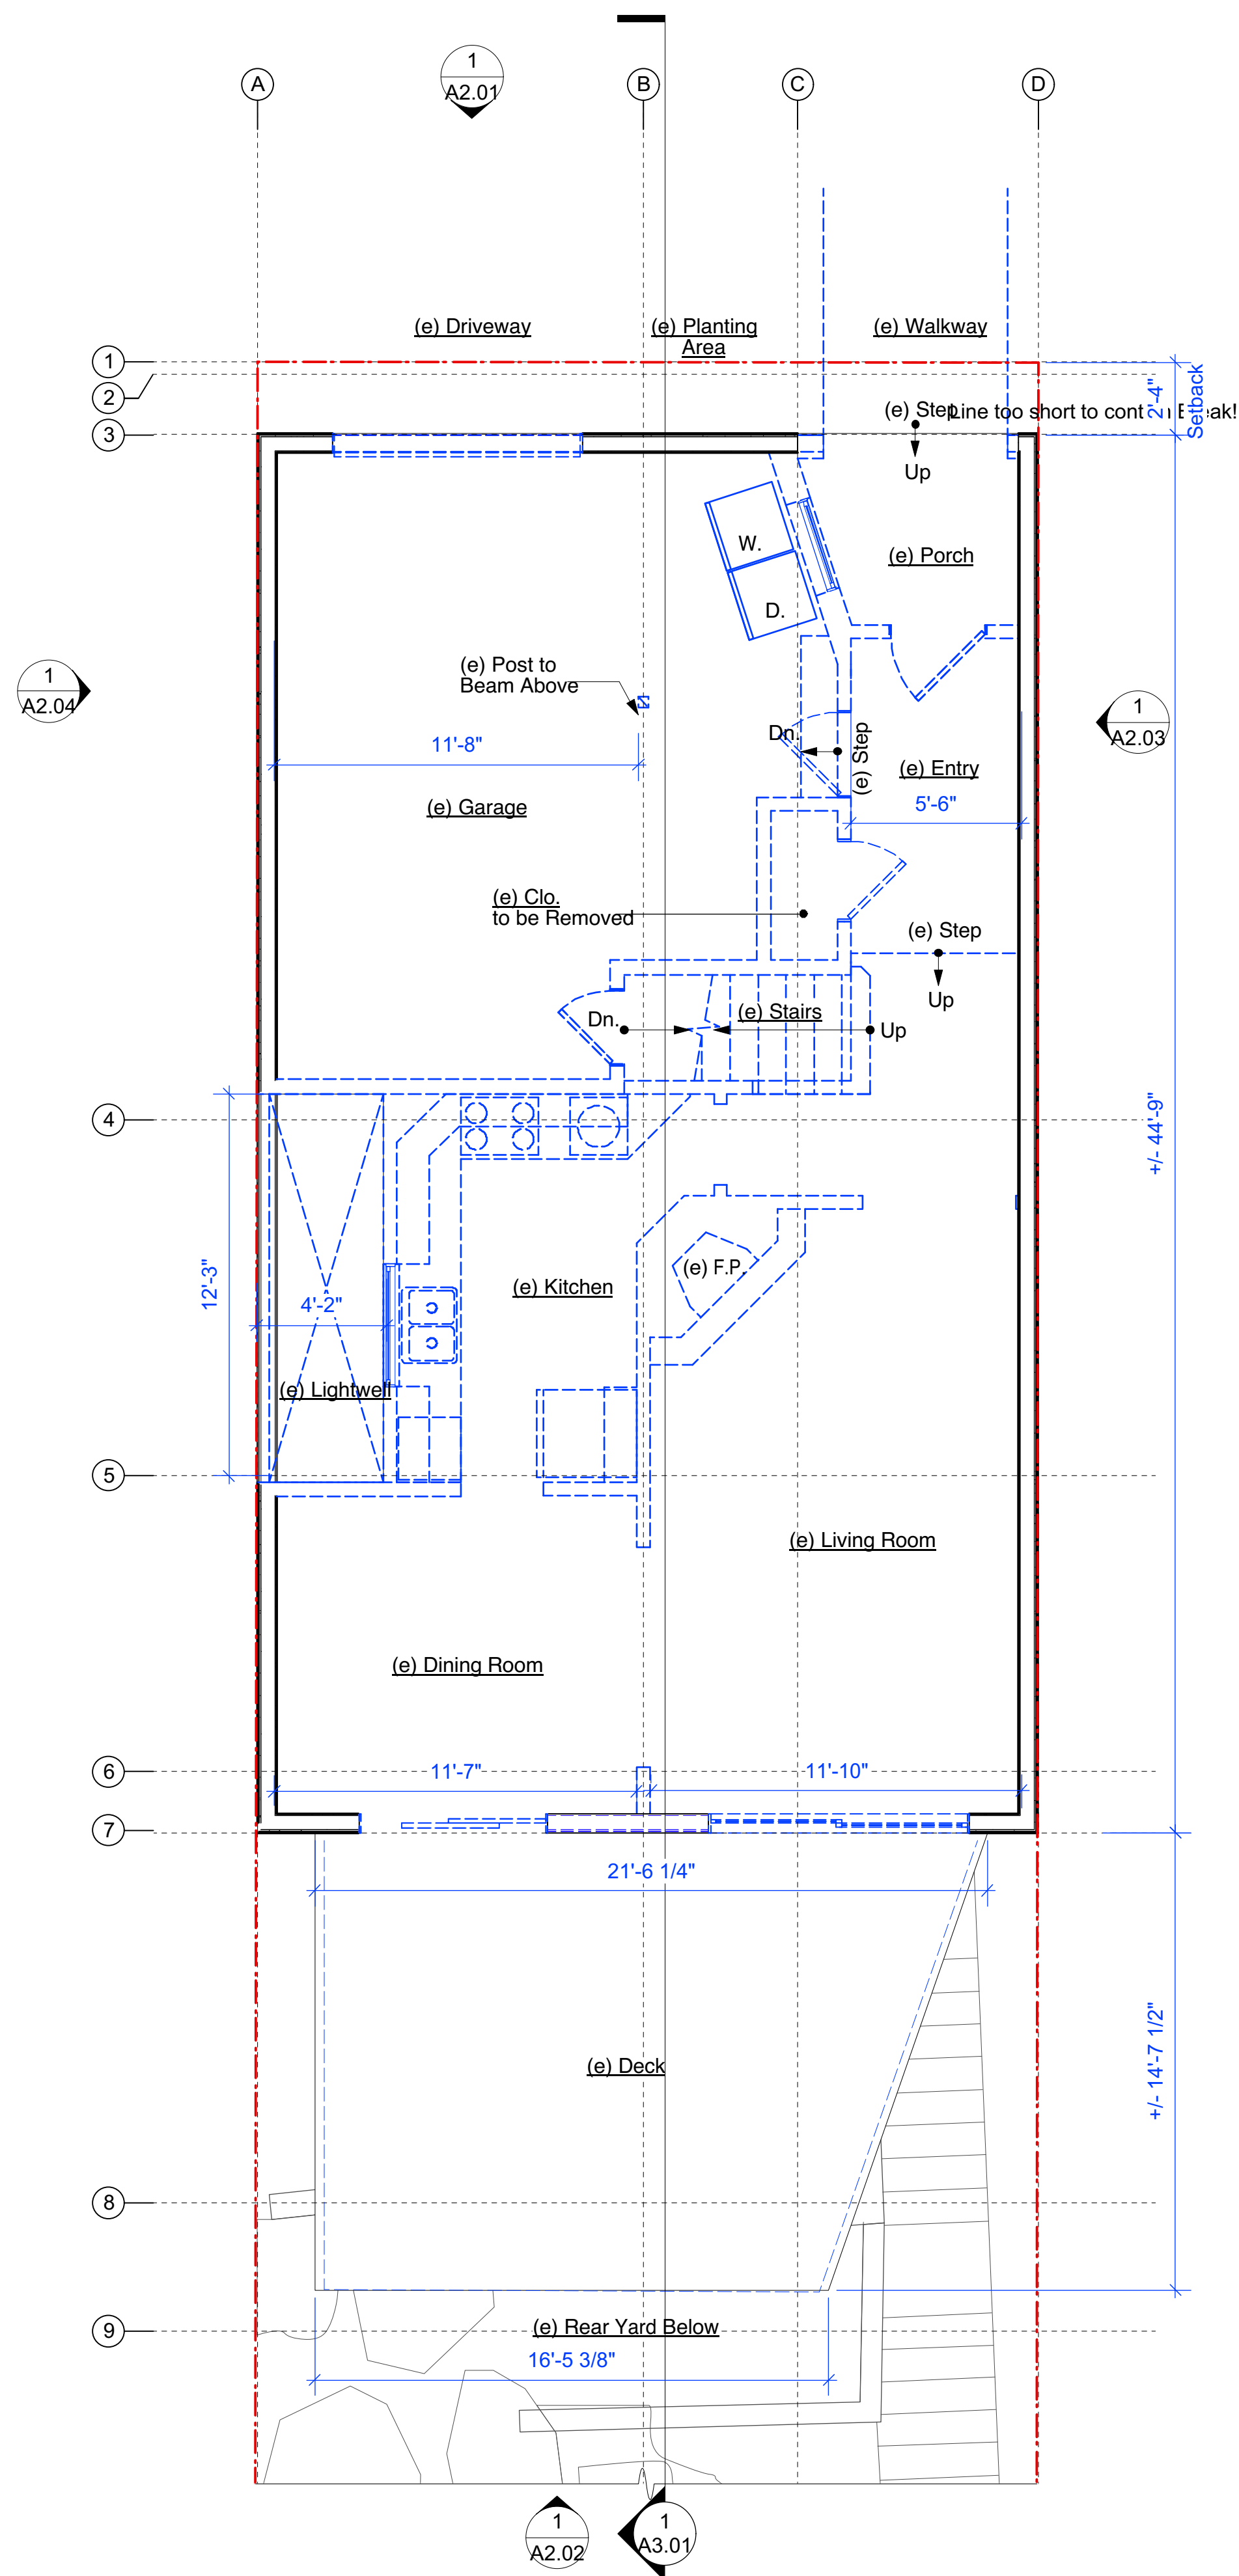 1
A2.01
A
B
C
D
(e) Driveway
(e) Planting
Area
(e) Walkway
1
2
3
2'-4"
Setback
(e) Step
Line too short to
Up
W.
D.
(e) Porch
(e) Post to
Beam Above
1
A2.04
1
A2.03
11'-8"
Dn.
(e) Step
(e) Entry
5'-6"
(e) Garage
(e) Clo.
to be Removed
(e) Step
Up
Dn.
(e) Stairs
Up
4
+/- 44'-9"
12'-3"
4'-2"
(e) Kitchen
(e) F.P.
(e) Lightwell
5
(e) Living Room
(e) Dining Room
6
11'-7"
11'-10"
7
21'-6 1/4"
(e) Deck
+/- 14'-7 1/2"
8
9
(e) Rear Yard Below
16'-5 3/8"
1
A2.02
1
A3.01